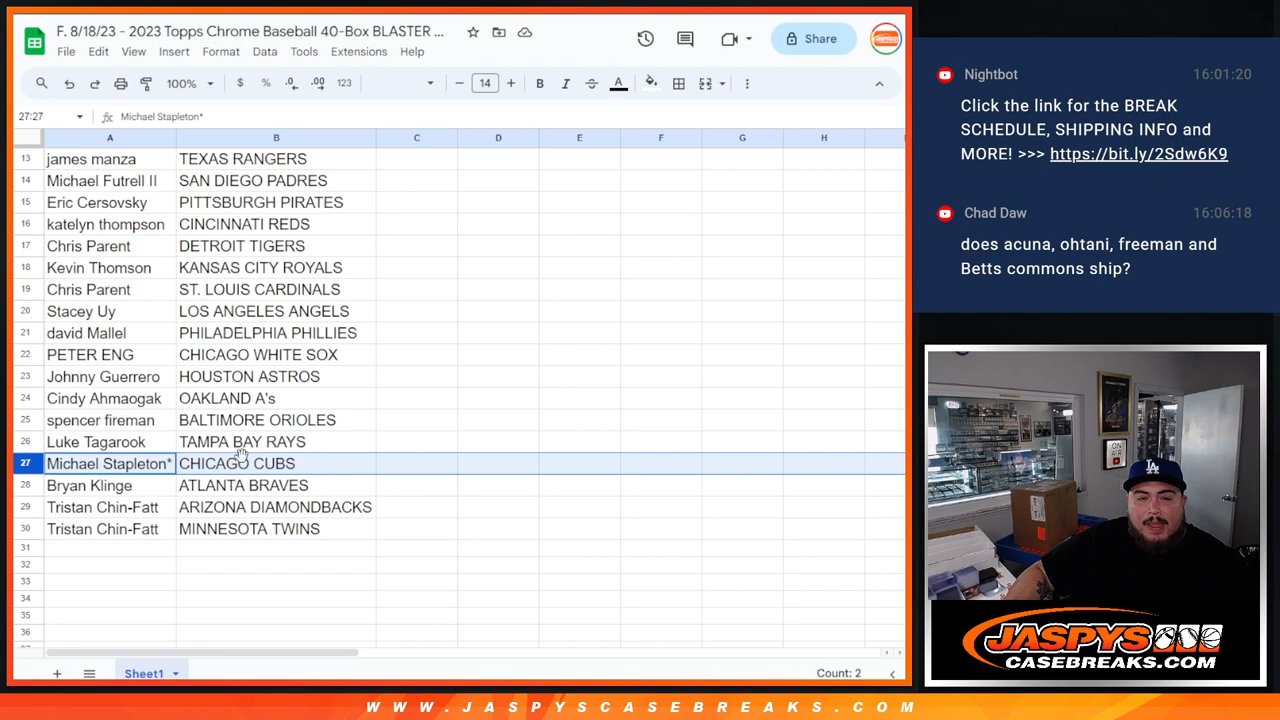 F. 8/18/23 - 2023 Topps Chrome Baseball 40-Box BLASTER ...
File Edit View Insert Format Data Tools Extensions Help
Share
100% $ % .0 .00 123 14 B I S A
27:27 fx Michael Stapleton*
A B C D E F G H
13 james manza TEXAS RANGERS
14 Michael Futrell II SAN DIEGO PADRES
15 Eric Cersovsky PITTSBURGH PIRATES
16 katelyn thompson CINCINNATI REDS
17 Chris Parent DETROIT TIGERS
18 Kevin Thomson KANSAS CITY ROYALS
19 Chris Parent ST. LOUIS CARDINALS
20 Stacey Uy LOS ANGELES ANGELS
21 david Mallel PHILADELPHIA PHILLIES
22 PETER ENG CHICAGO WHITE SOX
23 Johnny Guerrero HOUSTON ASTROS
24 Cindy Ahmaogak OAKLAND A's
25 spencer fireman BALTIMORE ORIOLES
26 Luke Tagarook TAMPA BAY RAYS
27 Michael Stapleton* CHICAGO CUBS
28 Bryan Klinge ATLANTA BRAVES
29 Tristan Chin-Fatt ARIZONA DIAMONDBACKS
30 Tristan Chin-Fatt MINNESOTA TWINS
31
32
33
34
35
36
Sheet1 Count: 2
Nightbot 16:01:20
Click the link for the BREAK
SCHEDULE, SHIPPING INFO and
MORE! >>> https://bit.ly/2Sdw6K9
Chad Daw 16:06:18
does acuna, ohtani, freeman and
Betts commons ship?
ON AIR
LA
JASPYS
CASEBREAKS.COM
WWW.JASPYSCASEBREAKS.COM